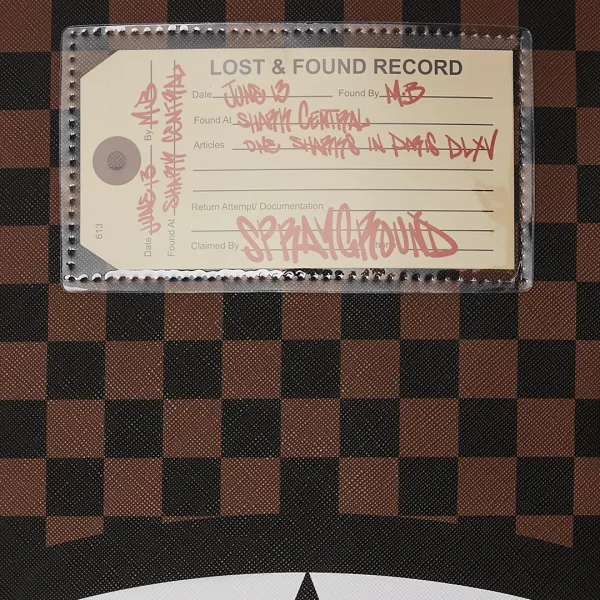 LOST & FOUND RECORD
Date JUNE 13 Found By M.B
Found At SHARK CENTRAL
Articles ONE SHARKS IN PARIS DLXV
Return Attempt/ Documentation
Claimed By SPRAYGROUND
Date JUNE 13 By M.B
Found At SHARK CENTRAL
613